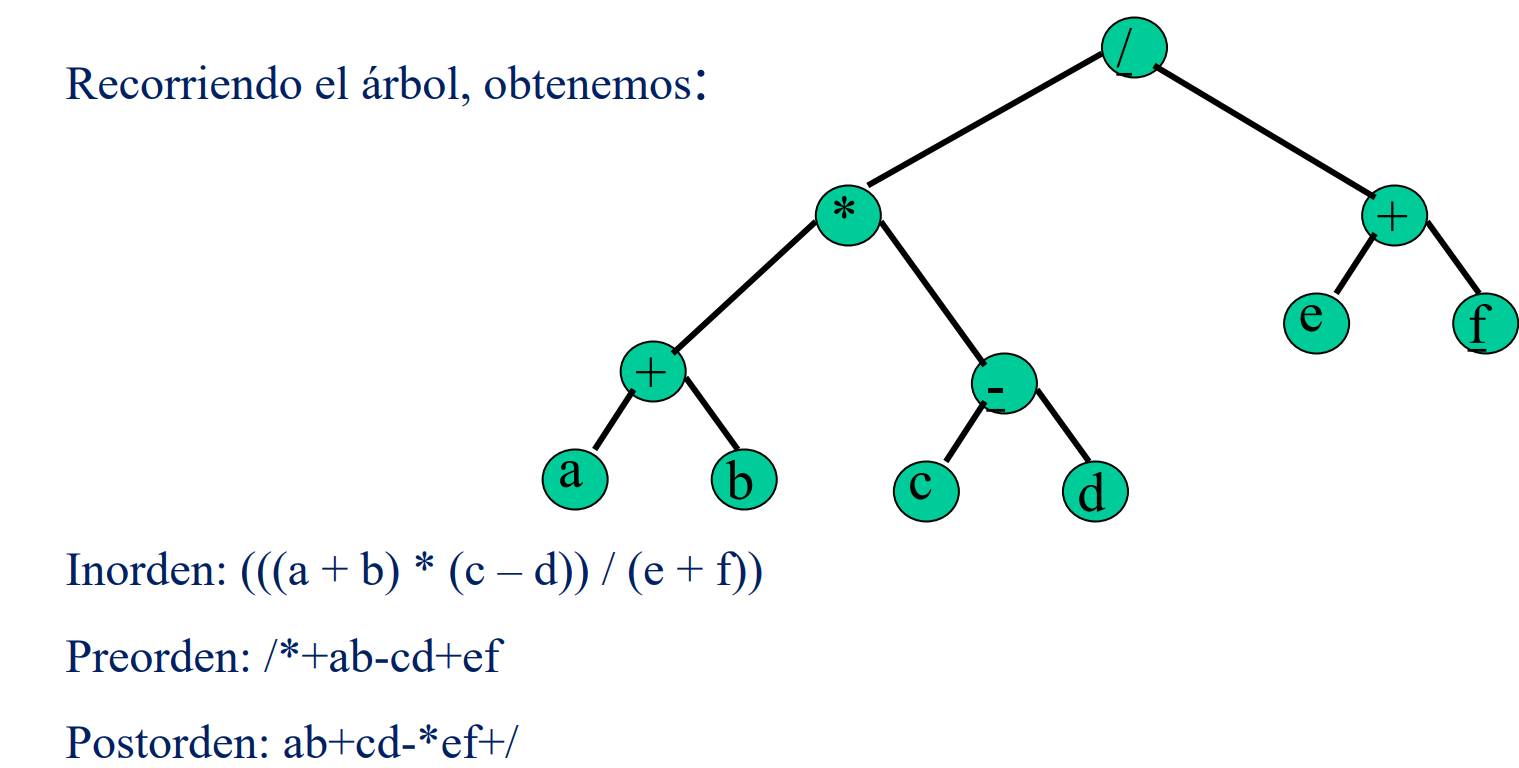 Recorriendo el árbol, obtenemos:
/
* +
e f
+ -
a b c d
Inorden: (((a + b) * (c – d)) / (e + f))
Preorden: /*+ab-cd+ef
Postorden: ab+cd-*ef+/